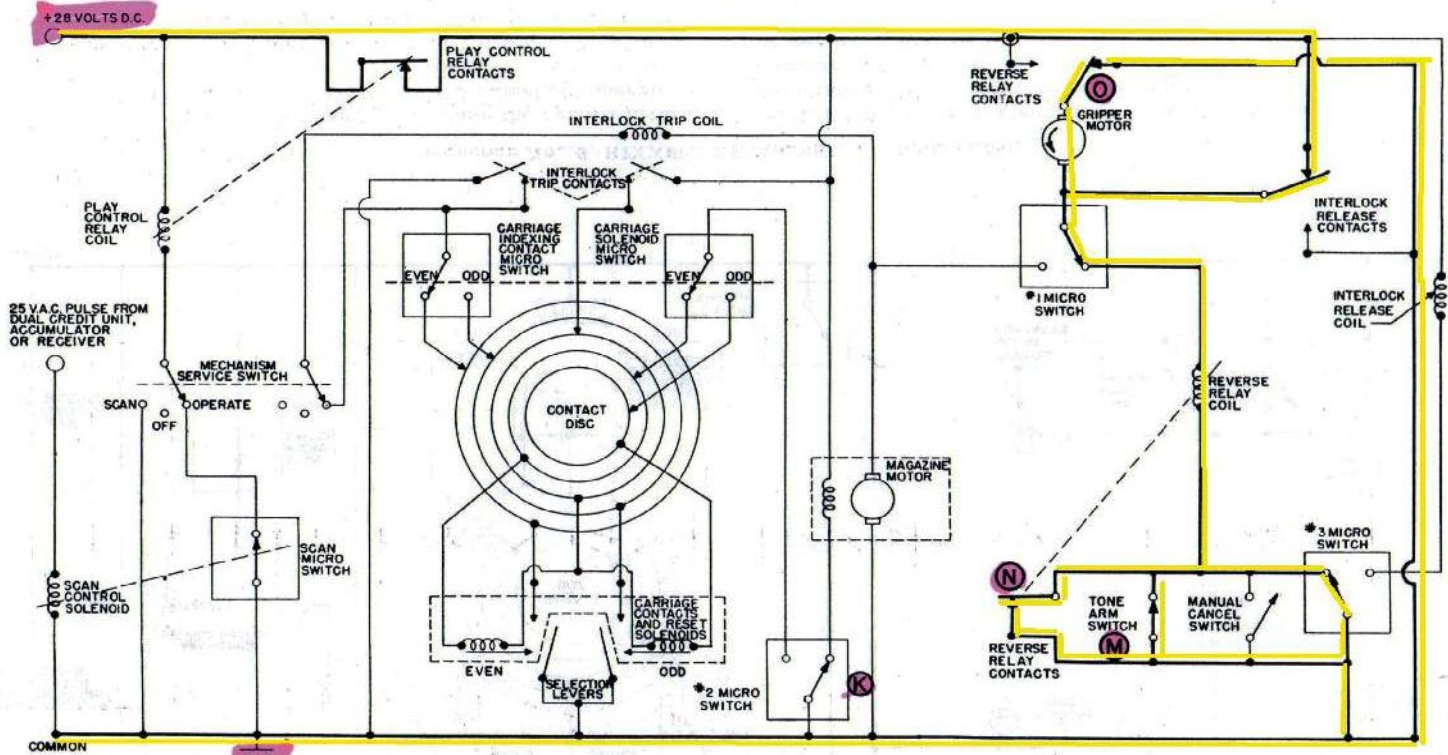 +28 VOLTS D.C.
PLAY CONTROL
RELAY
CONTACTS
REVERSE
RELAY
CONTACTS
O
GRIPPER
MOTOR
INTERLOCK TRIP COIL
INTERLOCK
TRIP CONTACTS
PLAY
CONTROL
RELAY
COIL
CARRIAGE
INDEXING
CONTACT
MICRO
SWITCH
CARRIAGE
SOLENOID
MICRO
SWITCH
INTERLOCK
RELEASE
CONTACTS
EVEN
ODD
EVEN
ODD
*1 MICRO
SWITCH
INTERLOCK
RELEASE
COIL
25 V.A.C. PULSE FROM
DUAL CREDIT UNIT,
ACCUMULATOR
OR RECEIVER
MECHANISM
SERVICE SWITCH
SCAN
OPERATE
OFF
CONTACT
DISC
REVERSE
RELAY
COIL
MAGAZINE
MOTOR
*3 MICRO
SWITCH
SCAN
MICRO
SWITCH
SCAN
CONTROL
SOLENOID
N
TONE
ARM
SWITCH
M
MANUAL
CANCEL
SWITCH
CARRIAGE
CONTACTS
AND RESET
SOLENOIDS
REVERSE
RELAY
CONTACTS
EVEN
SELECTION
LEVERS
ODD
*2 MICRO
SWITCH
K
COMMON